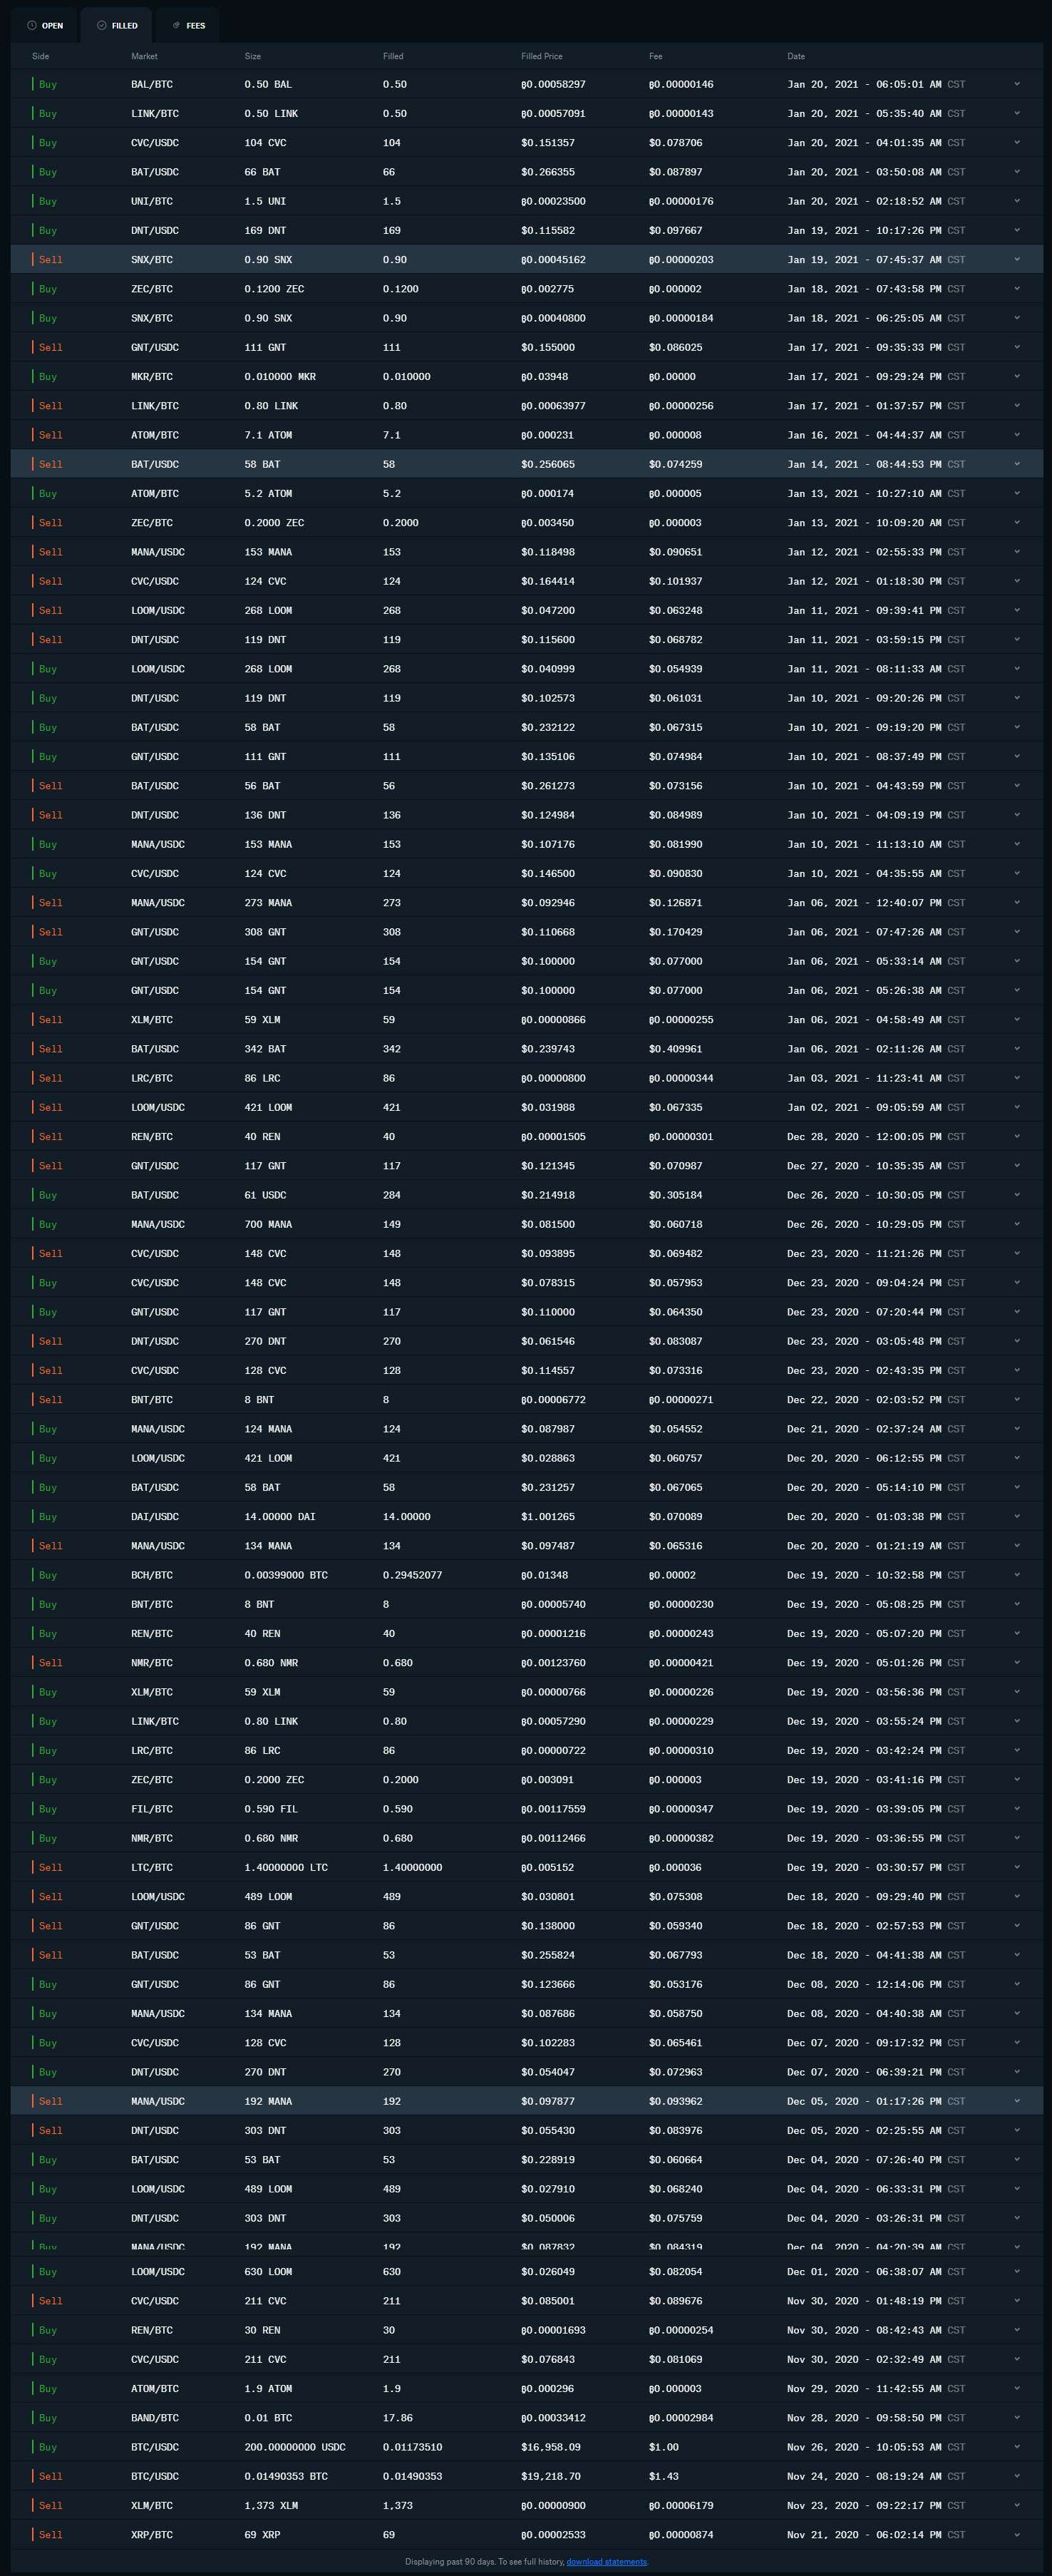 OPEN FILLED FEES
Side Market Size Filled Filled Price Fee Date
Buy BAL/BTC 0.50 BAL 0.50 ₿0.00058297 ₿0.00000146 Jan 20, 2021 - 06:05:01 AM CST
Buy LINK/BTC 0.50 LINK 0.50 ₿0.00057091 ₿0.00000143 Jan 20, 2021 - 05:35:40 AM CST
Buy CVC/USDC 104 CVC 104 $0.151357 $0.078706 Jan 20, 2021 - 04:01:35 AM CST
Buy BAT/USDC 66 BAT 66 $0.266355 $0.087897 Jan 20, 2021 - 03:50:08 AM CST
Buy UNI/BTC 1.5 UNI 1.5 ₿0.00023500 ₿0.00000176 Jan 20, 2021 - 02:18:52 AM CST
Buy DNT/USDC 169 DNT 169 $0.115582 $0.097667 Jan 19, 2021 - 10:17:26 PM CST
Sell SNX/BTC 0.90 SNX 0.90 ₿0.00045162 ₿0.00000203 Jan 19, 2021 - 07:45:37 AM CST
Buy ZEC/BTC 0.1200 ZEC 0.1200 ₿0.002775 ₿0.000002 Jan 18, 2021 - 07:43:58 PM CST
Buy SNX/BTC 0.90 SNX 0.90 ₿0.00040800 ₿0.00000184 Jan 18, 2021 - 06:25:05 AM CST
Sell GNT/USDC 111 GNT 111 $0.155000 $0.086025 Jan 17, 2021 - 09:35:33 PM CST
Buy MKR/BTC 0.010000 MKR 0.010000 ₿0.03948 ₿0.00000 Jan 17, 2021 - 09:29:24 PM CST
Sell LINK/BTC 0.80 LINK 0.80 ₿0.00063977 ₿0.00000256 Jan 17, 2021 - 01:37:57 PM CST
Sell ATOM/BTC 7.1 ATOM 7.1 ₿0.000231 ₿0.000008 Jan 16, 2021 - 04:44:37 AM CST
Sell BAT/USDC 58 BAT 58 $0.256065 $0.074259 Jan 14, 2021 - 08:44:53 PM CST
Buy ATOM/BTC 5.2 ATOM 5.2 ₿0.000174 ₿0.000005 Jan 13, 2021 - 10:27:10 AM CST
Sell ZEC/BTC 0.2000 ZEC 0.2000 ₿0.003450 ₿0.000003 Jan 13, 2021 - 10:09:20 AM CST
Sell MANA/USDC 153 MANA 153 $0.118498 $0.090651 Jan 12, 2021 - 02:55:33 PM CST
Sell CVC/USDC 124 CVC 124 $0.164414 $0.101937 Jan 12, 2021 - 01:18:30 PM CST
Sell LOOM/USDC 268 LOOM 268 $0.047200 $0.063248 Jan 11, 2021 - 09:39:41 PM CST
Sell DNT/USDC 119 DNT 119 $0.115600 $0.068782 Jan 11, 2021 - 03:59:15 PM CST
Buy LOOM/USDC 268 LOOM 268 $0.040999 $0.054939 Jan 11, 2021 - 08:11:33 AM CST
Buy DNT/USDC 119 DNT 119 $0.102573 $0.061031 Jan 10, 2021 - 09:20:26 PM CST
Buy BAT/USDC 58 BAT 58 $0.232122 $0.067315 Jan 10, 2021 - 09:19:20 PM CST
Buy GNT/USDC 111 GNT 111 $0.135106 $0.074984 Jan 10, 2021 - 08:37:49 PM CST
Sell BAT/USDC 56 BAT 56 $0.261273 $0.073156 Jan 10, 2021 - 04:43:59 PM CST
Sell DNT/USDC 136 DNT 136 $0.124984 $0.084989 Jan 10, 2021 - 04:09:19 PM CST
Buy MANA/USDC 153 MANA 153 $0.107176 $0.081990 Jan 10, 2021 - 11:13:10 AM CST
Buy CVC/USDC 124 CVC 124 $0.146500 $0.090830 Jan 10, 2021 - 04:35:55 AM CST
Sell MANA/USDC 273 MANA 273 $0.092946 $0.126871 Jan 06, 2021 - 12:40:07 PM CST
Sell GNT/USDC 308 GNT 308 $0.110668 $0.170429 Jan 06, 2021 - 07:47:26 AM CST
Buy GNT/USDC 154 GNT 154 $0.100000 $0.077000 Jan 06, 2021 - 05:33:14 AM CST
Buy GNT/USDC 154 GNT 154 $0.100000 $0.077000 Jan 06, 2021 - 05:26:38 AM CST
Sell XLM/BTC 59 XLM 59 ₿0.00000866 ₿0.00000255 Jan 06, 2021 - 04:58:49 AM CST
Sell BAT/USDC 342 BAT 342 $0.239743 $0.409961 Jan 06, 2021 - 02:11:26 AM CST
Sell LRC/BTC 86 LRC 86 ₿0.00000800 ₿0.00000344 Jan 03, 2021 - 11:23:41 AM CST
Sell LOOM/USDC 421 LOOM 421 $0.031988 $0.067335 Jan 02, 2021 - 09:05:59 AM CST
Sell REN/BTC 40 REN 40 ₿0.00001505 ₿0.00000301 Dec 28, 2020 - 12:00:05 PM CST
Sell GNT/USDC 117 GNT 117 $0.121345 $0.070987 Dec 27, 2020 - 10:35:35 AM CST
Buy BAT/USDC 61 USDC 284 $0.214918 $0.305184 Dec 26, 2020 - 10:30:05 PM CST
Buy MANA/USDC 700 MANA 149 $0.081500 $0.060718 Dec 26, 2020 - 10:29:05 PM CST
Sell CVC/USDC 148 CVC 148 $0.093895 $0.069482 Dec 23, 2020 - 11:21:26 PM CST
Buy CVC/USDC 148 CVC 148 $0.078315 $0.057953 Dec 23, 2020 - 09:04:24 PM CST
Buy GNT/USDC 117 GNT 117 $0.110000 $0.064350 Dec 23, 2020 - 07:20:44 PM CST
Sell DNT/USDC 270 DNT 270 $0.061546 $0.083087 Dec 23, 2020 - 03:05:48 PM CST
Sell CVC/USDC 128 CVC 128 $0.114557 $0.073316 Dec 23, 2020 - 02:43:35 PM CST
Sell BNT/BTC 8 BNT 8 ₿0.00006772 ₿0.00000271 Dec 22, 2020 - 02:03:52 PM CST
Buy MANA/USDC 124 MANA 124 $0.087987 $0.054552 Dec 21, 2020 - 02:37:24 AM CST
Buy LOOM/USDC 421 LOOM 421 $0.028863 $0.060757 Dec 20, 2020 - 06:12:55 PM CST
Buy BAT/USDC 58 BAT 58 $0.231257 $0.067065 Dec 20, 2020 - 05:14:10 PM CST
Buy DAI/USDC 14.00000 DAI 14.00000 $1.001265 $0.070089 Dec 20, 2020 - 01:03:38 PM CST
Sell MANA/USDC 134 MANA 134 $0.097487 $0.065316 Dec 20, 2020 - 01:21:19 AM CST
Buy BCH/BTC 0.00399000 BTC 0.29452077 ₿0.01348 ₿0.00002 Dec 19, 2020 - 10:32:58 PM CST
Buy BNT/BTC 8 BNT 8 ₿0.00005740 ₿0.00000230 Dec 19, 2020 - 05:08:25 PM CST
Buy REN/BTC 40 REN 40 ₿0.00001216 ₿0.00000243 Dec 19, 2020 - 05:07:20 PM CST
Sell NMR/BTC 0.680 NMR 0.680 ₿0.00123760 ₿0.00000421 Dec 19, 2020 - 05:01:26 PM CST
Buy XLM/BTC 59 XLM 59 ₿0.00000766 ₿0.00000226 Dec 19, 2020 - 03:56:36 PM CST
Buy LINK/BTC 0.80 LINK 0.80 ₿0.00057290 ₿0.00000229 Dec 19, 2020 - 03:55:24 PM CST
Buy LRC/BTC 86 LRC 86 ₿0.00000722 ₿0.00000310 Dec 19, 2020 - 03:42:24 PM CST
Buy ZEC/BTC 0.2000 ZEC 0.2000 ₿0.003091 ₿0.000003 Dec 19, 2020 - 03:41:16 PM CST
Buy FIL/BTC 0.590 FIL 0.590 ₿0.00117559 ₿0.00000347 Dec 19, 2020 - 03:39:05 PM CST
Buy NMR/BTC 0.680 NMR 0.680 ₿0.00112466 ₿0.00000382 Dec 19, 2020 - 03:36:55 PM CST
Sell LTC/BTC 1.40000000 LTC 1.40000000 ₿0.005152 ₿0.000036 Dec 19, 2020 - 03:30:57 PM CST
Sell LOOM/USDC 489 LOOM 489 $0.030801 $0.075308 Dec 18, 2020 - 09:29:40 PM CST
Sell GNT/USDC 86 GNT 86 $0.138000 $0.059340 Dec 18, 2020 - 02:57:53 PM CST
Sell BAT/USDC 53 BAT 53 $0.255824 $0.067793 Dec 18, 2020 - 04:41:38 AM CST
Buy GNT/USDC 86 GNT 86 $0.123666 $0.053176 Dec 08, 2020 - 12:14:06 PM CST
Buy MANA/USDC 134 MANA 134 $0.087686 $0.058750 Dec 08, 2020 - 04:40:38 AM CST
Buy CVC/USDC 128 CVC 128 $0.102283 $0.065461 Dec 07, 2020 - 09:17:32 PM CST
Buy DNT/USDC 270 DNT 270 $0.054047 $0.072963 Dec 07, 2020 - 06:39:21 PM CST
Sell MANA/USDC 192 MANA 192 $0.097877 $0.093962 Dec 05, 2020 - 01:17:26 PM CST
Sell DNT/USDC 303 DNT 303 $0.055430 $0.083976 Dec 05, 2020 - 02:25:55 AM CST
Buy BAT/USDC 53 BAT 53 $0.228919 $0.060664 Dec 04, 2020 - 07:26:40 PM CST
Buy LOOM/USDC 489 LOOM 489 $0.027910 $0.068240 Dec 04, 2020 - 06:33:31 PM CST
Buy DNT/USDC 303 DNT 303 $0.050006 $0.075759 Dec 04, 2020 - 03:26:31 PM CST
Buy MANA/USDC 192 MANA 192 $0.087832 $0.084319 Dec 04, 2020 - 04:20:39 AM CST
Buy LOOM/USDC 630 LOOM 630 $0.026049 $0.082054 Dec 01, 2020 - 06:38:07 AM CST
Sell CVC/USDC 211 CVC 211 $0.085001 $0.089676 Nov 30, 2020 - 01:48:19 PM CST
Buy REN/BTC 30 REN 30 ₿0.00001693 ₿0.00000254 Nov 30, 2020 - 08:42:43 AM CST
Buy CVC/USDC 211 CVC 211 $0.076843 $0.081069 Nov 30, 2020 - 02:32:49 AM CST
Buy ATOM/BTC 1.9 ATOM 1.9 ₿0.000296 ₿0.000003 Nov 29, 2020 - 11:42:55 AM CST
Buy BAND/BTC 0.01 BTC 17.86 ₿0.00033412 ₿0.00002984 Nov 28, 2020 - 09:58:50 PM CST
Buy BTC/USDC 200.00000000 USDC 0.01173510 $16,958.09 $1.00 Nov 26, 2020 - 10:05:53 AM CST
Sell BTC/USDC 0.01490353 BTC 0.01490353 $19,218.70 $1.43 Nov 24, 2020 - 08:19:24 AM CST
Sell XLM/BTC 1,373 XLM 1,373 ₿0.00000900 ₿0.00006179 Nov 23, 2020 - 09:22:17 PM CST
Sell XRP/BTC 69 XRP 69 ₿0.00002533 ₿0.00000874 Nov 21, 2020 - 06:02:14 PM CST
Displaying past 90 days. To see full history, download statements.